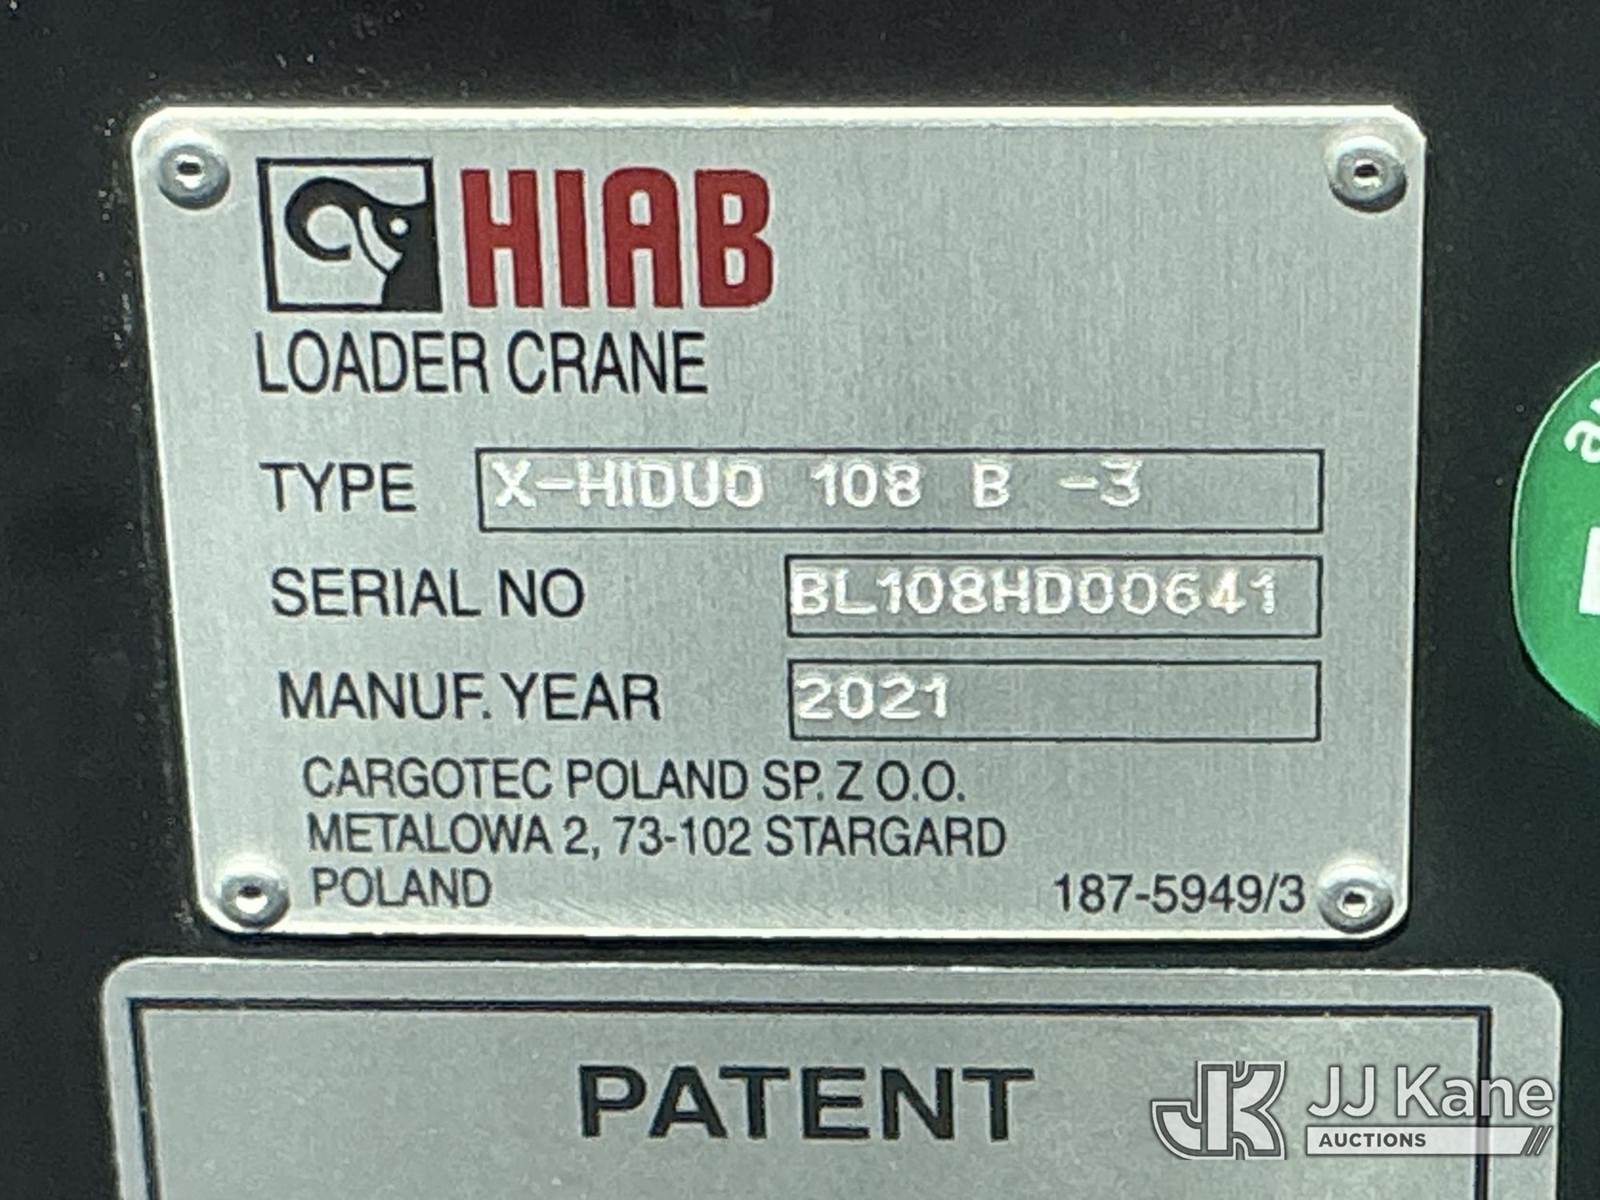 HIAB
LOADER CRANE
TYPE X-HIDUO 108 B -3
SERIAL NO BL108HD00641
MANUF. YEAR 2021
CARGOTEC POLAND SP. Z O.O.
METALOWA 2, 73-102 STARGARD
POLAND 187-5949/3
PATENT
JJ Kane
AUCTIONS